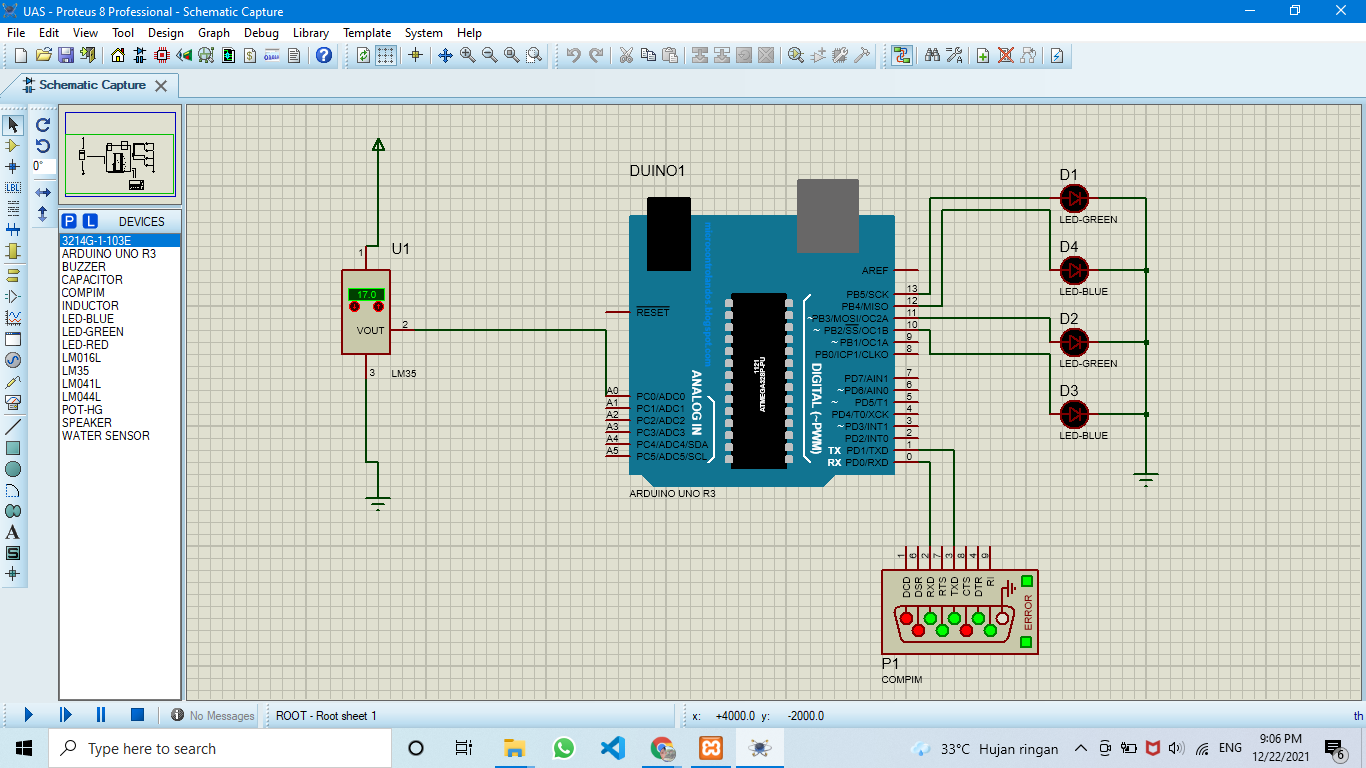 UAS - Proteus 8 Professional - Schematic Capture
File Edit View Tool Design Graph Debug Library Template System Help
Schematic Capture
0°
LBL
P L DEVICES
3214G-1-103E
ARDUINO UNO R3
BUZZER
CAPACITOR
COMPIM
INDUCTOR
LED-BLUE
LED-GREEN
LED-RED
LM016L
LM35
LM041L
LM044L
POT-HG
SPEAKER
WATER SENSOR
A
S
1
U1
17.0
VOUT
2
3
LM35
DUINO1
microcontrolandos.blogspot.com
RESET
AREF
PB5/SCK 13
PB4/MISO 12
~PB3/MOSI/OC2A 11
~ PB2/SS/OC1B 10
~ PB1/OC1A 9
PB0/ICP1/CLKO 8
PD7/AIN1 7
~ PD6/AIN0 6
~ PD5/T1 5
PD4/T0/XCK 4
~ PD3/INT1 3
PD2/INT0 2
TX PD1/TXD 1
RX PD0/RXD 0
A0 PC0/ADC0
A1 PC1/ADC1
A2 PC2/ADC2
A3 PC3/ADC3
A4 PC4/ADC4/SDA
A5 PC5/ADC5/SCL
ANALOG IN
1121
ATMEGA328P-PU
DIGITAL (~PWM)
ARDUINO UNO R3
D1
LED-GREEN
D4
LED-BLUE
D2
LED-GREEN
D3
LED-BLUE
1 6 2 7 3 8 4 9
DCD DSR RXD RTS TXD CTS DTR RI
ERROR
P1
COMPIM
No Messages ROOT - Root sheet 1 x: +4000.0 y: -2000.0 th
Type here to search
33°C Hujan ringan ENG
9:06 PM
12/22/2021
6